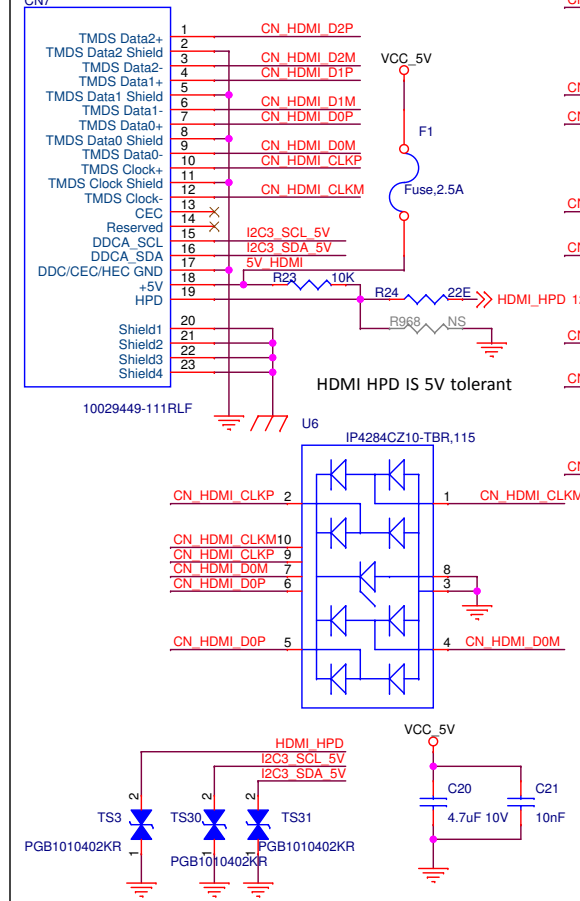 CN7
TMDS Data2+ 1 CN_HDMI_D2P
TMDS Data2 Shield 2
TMDS Data2- 3 CN_HDMI_D2M
TMDS Data1+ 4 CN_HDMI_D1P
TMDS Data1 Shield 5
TMDS Data1- 6 CN_HDMI_D1M
TMDS Data0+ 7 CN_HDMI_D0P
TMDS Data0 Shield 8
TMDS Data0- 9 CN_HDMI_D0M
TMDS Clock+ 10 CN_HDMI_CLKP
TMDS Clock Shield 11
TMDS Clock- 12 CN_HDMI_CLKM
CEC 13
Reserved 14
DDCA_SCL 15 I2C3_SCL_5V
DDCA_SDA 16 I2C3_SDA_5V
DDC/CEC/HEC GND 17 5V_HDMI
+5V 18 R23 10K
HPD 19 R24 22E HDMI_HPD
VCC_5V
F1
Fuse,2.5A
R968 NS
Shield1 20
Shield2 21
Shield3 22
Shield4 23
HDMI HPD IS 5V tolerant
10029449-111RLF
U6
IP4284CZ10-TBR,115
CN_HDMI_CLKP 2 1 CN_HDMI_CLKM
CN_HDMI_CLKM 10
CN_HDMI_CLKP 9
CN_HDMI_D0M 7 8
CN_HDMI_D0P 6 3
CN_HDMI_D0P 5 4 CN_HDMI_D0M
HDMI_HPD
I2C3_SCL_5V
I2C3_SDA_5V
2 2 2
TS3 TS30 TS31
PGB1010402KR PGB1010402KR PGB1010402KR
1 1 1
VCC_5V
C20 C21
4.7uF 10V 10nF